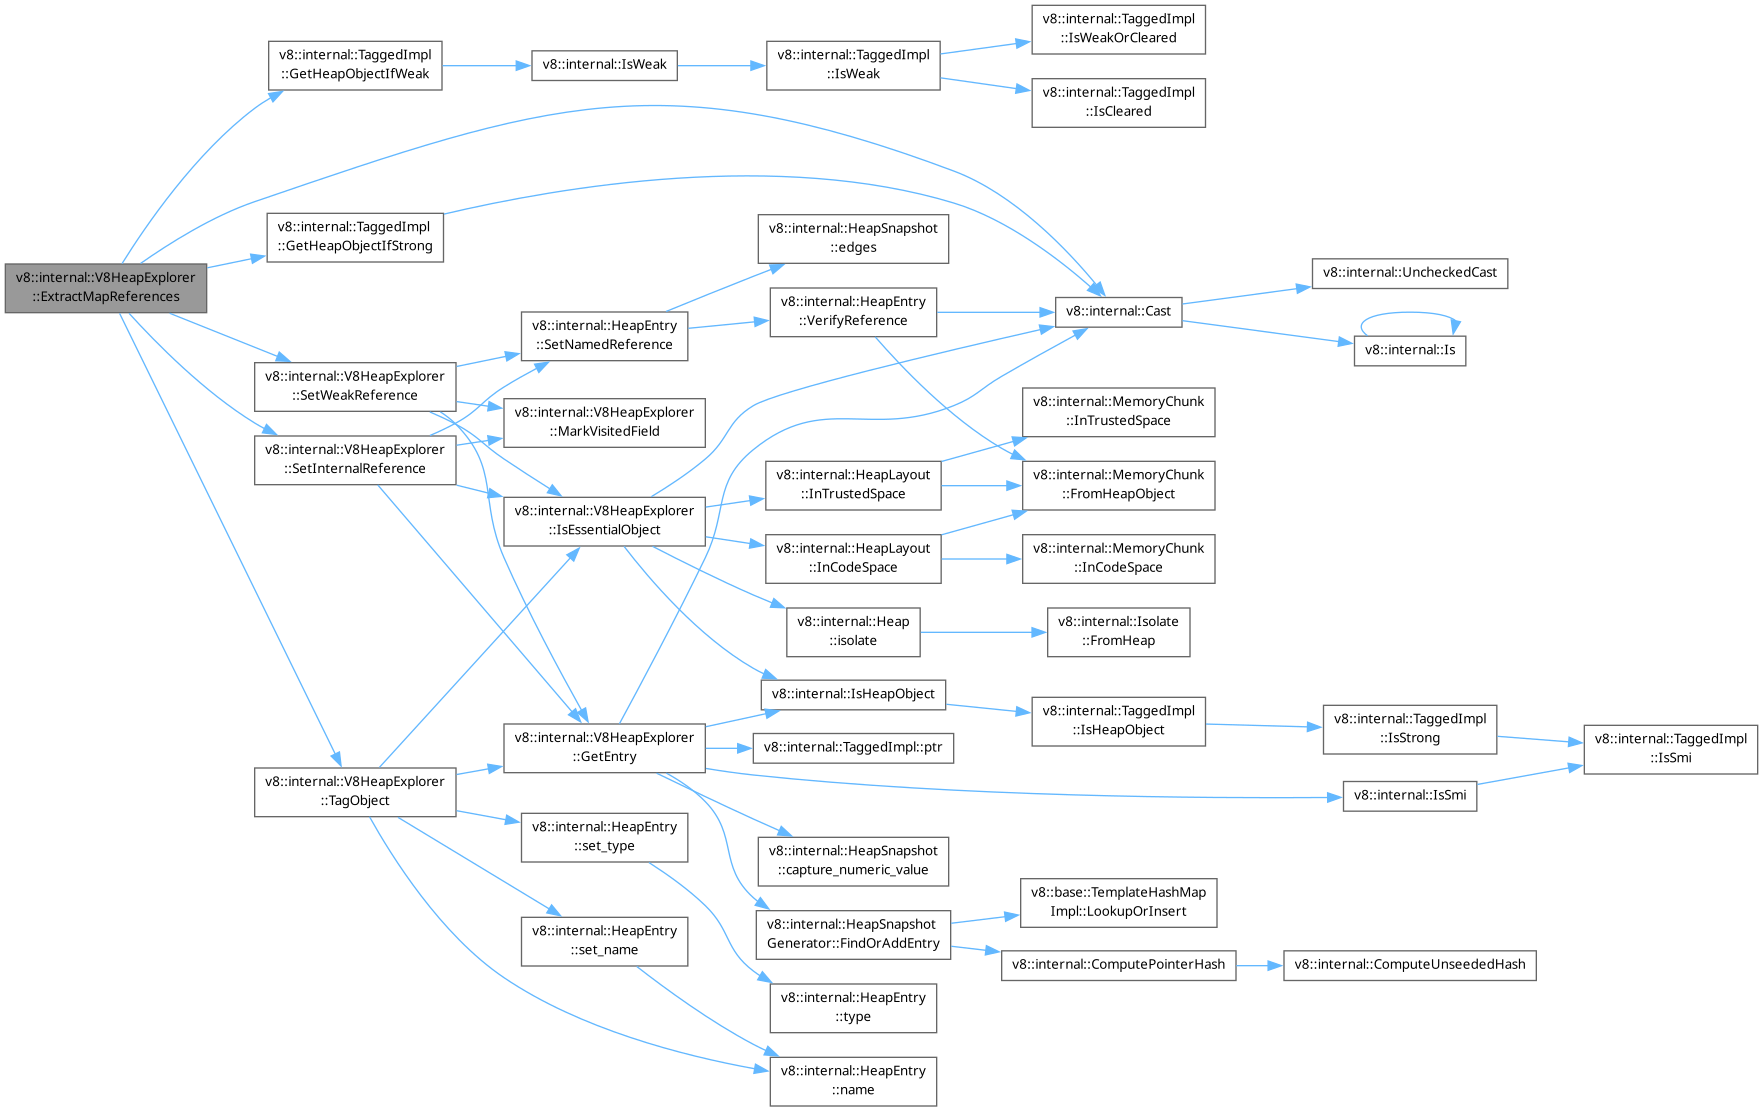 v8::internal::V8HeapExplorer
::ExtractMapReferences
v8::internal::TaggedImpl
::GetHeapObjectIfWeak
v8::internal::IsWeak
v8::internal::TaggedImpl
::IsWeak
v8::internal::TaggedImpl
::IsWeakOrCleared
v8::internal::TaggedImpl
::IsCleared
v8::internal::TaggedImpl
::GetHeapObjectIfStrong
v8::internal::HeapSnapshot
::edges
v8::internal::HeapEntry
::SetNamedReference
v8::internal::HeapEntry
::VerifyReference
v8::internal::Cast
v8::internal::UncheckedCast
v8::internal::Is
v8::internal::V8HeapExplorer
::SetWeakReference
v8::internal::V8HeapExplorer
::MarkVisitedField
v8::internal::V8HeapExplorer
::SetInternalReference
v8::internal::V8HeapExplorer
::IsEssentialObject
v8::internal::HeapLayout
::InTrustedSpace
v8::internal::MemoryChunk
::InTrustedSpace
v8::internal::MemoryChunk
::FromHeapObject
v8::internal::HeapLayout
::InCodeSpace
v8::internal::MemoryChunk
::InCodeSpace
v8::internal::Heap
::isolate
v8::internal::Isolate
::FromHeap
v8::internal::IsHeapObject
v8::internal::TaggedImpl
::IsHeapObject
v8::internal::TaggedImpl
::IsStrong
v8::internal::TaggedImpl
::IsSmi
v8::internal::V8HeapExplorer
::GetEntry
v8::internal::TaggedImpl::ptr
v8::internal::IsSmi
v8::internal::V8HeapExplorer
::TagObject
v8::internal::HeapEntry
::set_type
v8::internal::HeapSnapshot
::capture_numeric_value
v8::internal::HeapSnapshot
Generator::FindOrAddEntry
v8::base::TemplateHashMap
Impl::LookupOrInsert
v8::internal::ComputePointerHash
v8::internal::ComputeUnseededHash
v8::internal::HeapEntry
::set_name
v8::internal::HeapEntry
::type
v8::internal::HeapEntry
::name